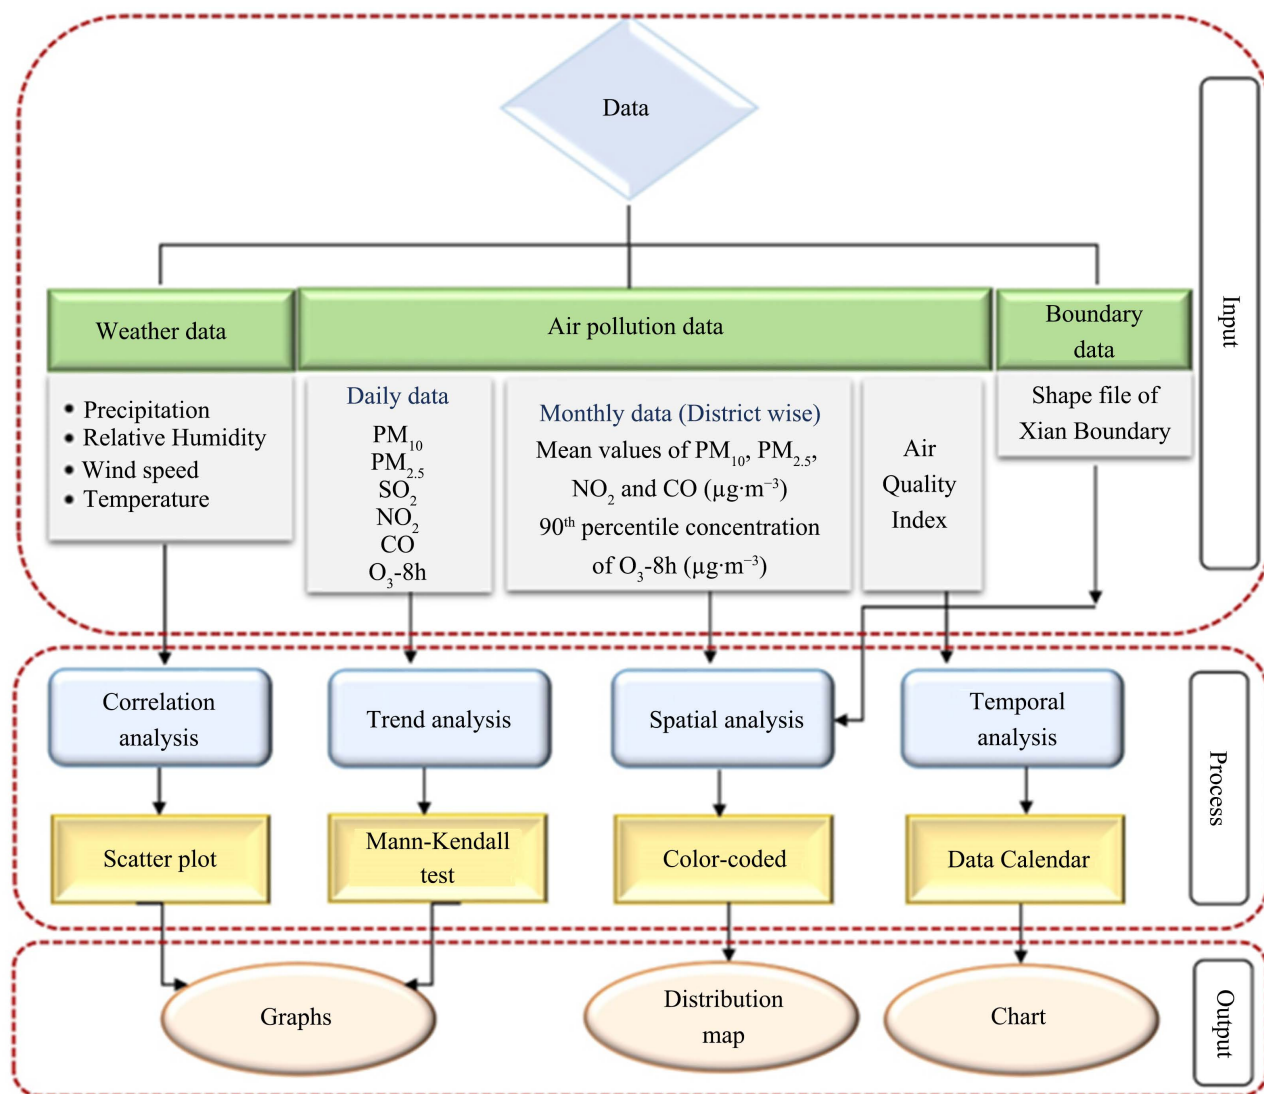 Data
Input
Weather data
Air pollution data
Boundary
data
• Precipitation
• Relative Humidity
• Wind speed
• Temperature
Daily data
PM₁₀
PM₂.₅
SO₂
NO₂
CO
O₃-8h
Monthly data (District wise)
Mean values of PM₁₀, PM₂.₅,
NO₂ and CO (µg·m⁻³)
90ᵗʰ percentile concentration
of O₃-8h (µg·m⁻³)
Air
Quality
Index
Shape file of
Xian Boundary
Process
Correlation
analysis
Trend analysis
Spatial analysis
Temporal
analysis
Scatter plot
Mann-Kendall
test
Color-coded
Data Calendar
Output
Graphs
Distribution
map
Chart